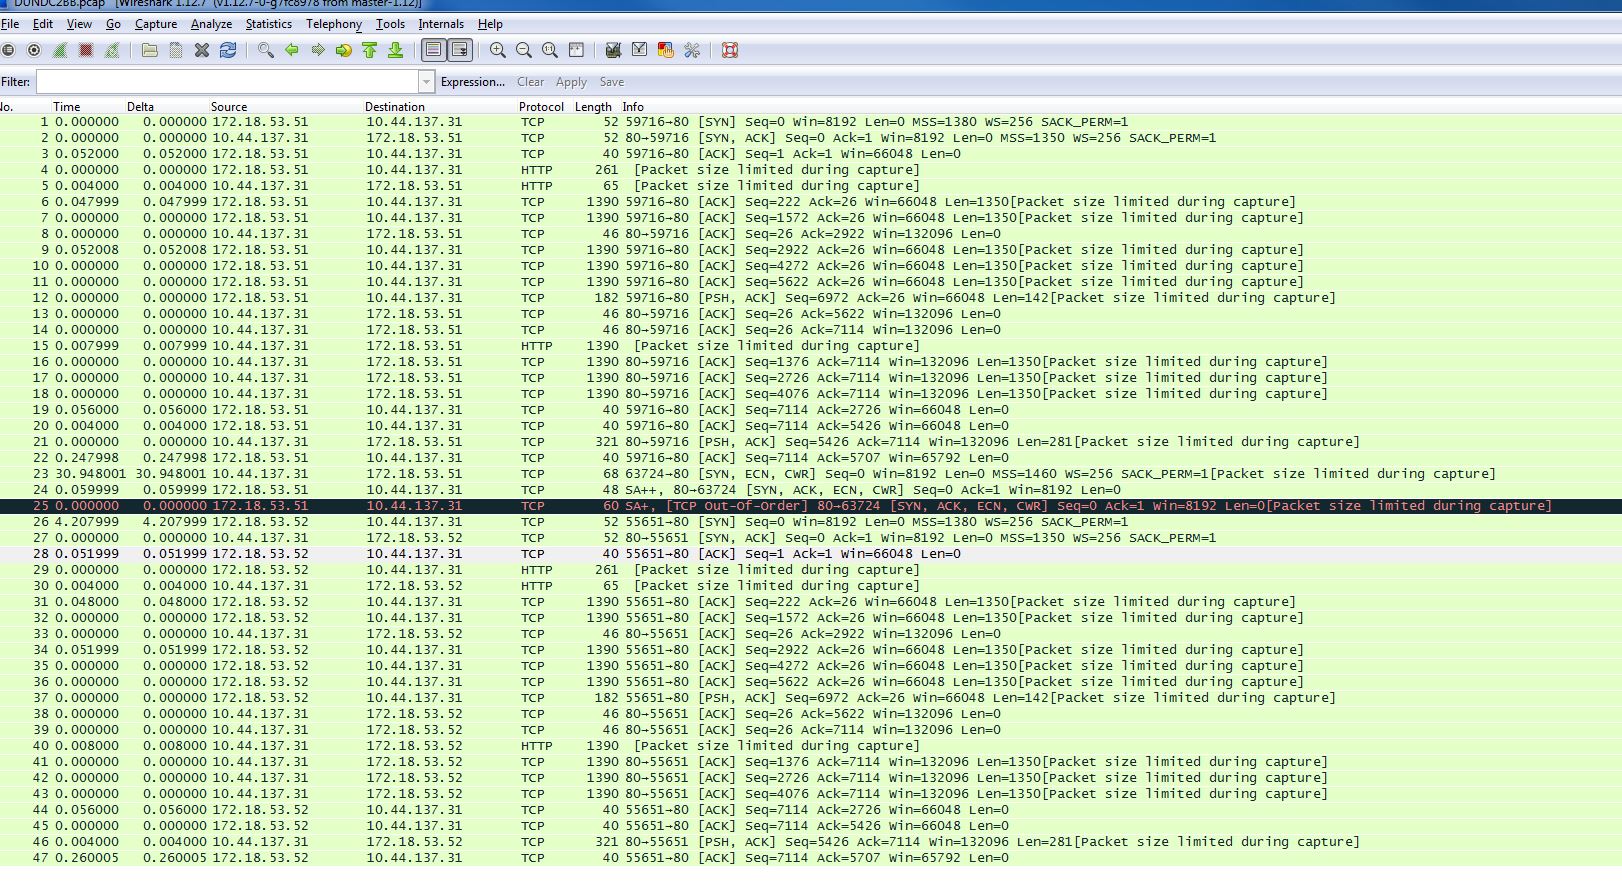 DUNDC2BB.pcap [Wireshark 1.12.7 (v1.12.7-0-g7fc8978 from master-1.12)]
File Edit View Go Capture Analyze Statistics Telephony Tools Internals Help
Filter: Expression... Clear Apply Save
No. Time Delta Source Destination Protocol Length Info
1 0.000000 0.000000 172.18.53.51 10.44.137.31 TCP 52 59716→80 [SYN] Seq=0 Win=8192 Len=0 MSS=1380 WS=256 SACK_PERM=1
2 0.000000 0.000000 10.44.137.31 172.18.53.51 TCP 52 80→59716 [SYN, ACK] Seq=0 Ack=1 Win=8192 Len=0 MSS=1350 WS=256 SACK_PERM=1
3 0.052000 0.052000 172.18.53.51 10.44.137.31 TCP 40 59716→80 [ACK] Seq=1 Ack=1 Win=66048 Len=0
4 0.000000 0.000000 172.18.53.51 10.44.137.31 HTTP 261 [Packet size limited during capture]
5 0.004000 0.004000 10.44.137.31 172.18.53.51 HTTP 65 [Packet size limited during capture]
6 0.047999 0.047999 172.18.53.51 10.44.137.31 TCP 1390 59716→80 [ACK] Seq=222 Ack=26 Win=66048 Len=1350[Packet size limited during capture]
7 0.000000 0.000000 172.18.53.51 10.44.137.31 TCP 1390 59716→80 [ACK] Seq=1572 Ack=26 Win=66048 Len=1350[Packet size limited during capture]
8 0.000000 0.000000 10.44.137.31 172.18.53.51 TCP 46 80→59716 [ACK] Seq=26 Ack=2922 Win=132096 Len=0
9 0.052008 0.052008 172.18.53.51 10.44.137.31 TCP 1390 59716→80 [ACK] Seq=2922 Ack=26 Win=66048 Len=1350[Packet size limited during capture]
10 0.000000 0.000000 172.18.53.51 10.44.137.31 TCP 1390 59716→80 [ACK] Seq=4272 Ack=26 Win=66048 Len=1350[Packet size limited during capture]
11 0.000000 0.000000 172.18.53.51 10.44.137.31 TCP 1390 59716→80 [ACK] Seq=5622 Ack=26 Win=66048 Len=1350[Packet size limited during capture]
12 0.000000 0.000000 172.18.53.51 10.44.137.31 TCP 182 59716→80 [PSH, ACK] Seq=6972 Ack=26 Win=66048 Len=142[Packet size limited during capture]
13 0.000000 0.000000 10.44.137.31 172.18.53.51 TCP 46 80→59716 [ACK] Seq=26 Ack=5622 Win=132096 Len=0
14 0.000000 0.000000 10.44.137.31 172.18.53.51 TCP 46 80→59716 [ACK] Seq=26 Ack=7114 Win=132096 Len=0
15 0.007999 0.007999 10.44.137.31 172.18.53.51 HTTP 1390 [Packet size limited during capture]
16 0.000000 0.000000 10.44.137.31 172.18.53.51 TCP 1390 80→59716 [ACK] Seq=1376 Ack=7114 Win=132096 Len=1350[Packet size limited during capture]
17 0.000000 0.000000 10.44.137.31 172.18.53.51 TCP 1390 80→59716 [ACK] Seq=2726 Ack=7114 Win=132096 Len=1350[Packet size limited during capture]
18 0.000000 0.000000 10.44.137.31 172.18.53.51 TCP 1390 80→59716 [ACK] Seq=4076 Ack=7114 Win=132096 Len=1350[Packet size limited during capture]
19 0.056000 0.056000 172.18.53.51 10.44.137.31 TCP 40 59716→80 [ACK] Seq=7114 Ack=2726 Win=66048 Len=0
20 0.004000 0.004000 172.18.53.51 10.44.137.31 TCP 40 59716→80 [ACK] Seq=7114 Ack=5426 Win=66048 Len=0
21 0.000000 0.000000 10.44.137.31 172.18.53.51 TCP 321 80→59716 [PSH, ACK] Seq=5426 Ack=7114 Win=132096 Len=281[Packet size limited during capture]
22 0.247998 0.247998 172.18.53.51 10.44.137.31 TCP 40 59716→80 [ACK] Seq=7114 Ack=5707 Win=65792 Len=0
23 30.948001 30.948001 10.44.137.31 172.18.53.51 TCP 68 63724→80 [SYN, ECN, CWR] Seq=0 Win=8192 Len=0 MSS=1460 WS=256 SACK_PERM=1[Packet size limited during capture]
24 0.059999 0.059999 172.18.53.51 10.44.137.31 TCP 48 SA++, 80→63724 [SYN, ACK, ECN, CWR] Seq=0 Ack=1 Win=8192 Len=0
25 0.000000 0.000000 172.18.53.51 10.44.137.31 TCP 60 SA+, [TCP Out-Of-Order] 80→63724 [SYN, ACK, ECN, CWR] Seq=0 Ack=1 Win=8192 Len=0[Packet size limited during capture]
26 4.207999 4.207999 172.18.53.52 10.44.137.31 TCP 52 55651→80 [SYN] Seq=0 Win=8192 Len=0 MSS=1380 WS=256 SACK_PERM=1
27 0.000000 0.000000 10.44.137.31 172.18.53.52 TCP 52 80→55651 [SYN, ACK] Seq=0 Ack=1 Win=8192 Len=0 MSS=1350 WS=256 SACK_PERM=1
28 0.051999 0.051999 172.18.53.52 10.44.137.31 TCP 40 55651→80 [ACK] Seq=1 Ack=1 Win=66048 Len=0
29 0.000000 0.000000 172.18.53.52 10.44.137.31 HTTP 261 [Packet size limited during capture]
30 0.004000 0.004000 10.44.137.31 172.18.53.52 HTTP 65 [Packet size limited during capture]
31 0.048000 0.048000 172.18.53.52 10.44.137.31 TCP 1390 55651→80 [ACK] Seq=222 Ack=26 Win=66048 Len=1350[Packet size limited during capture]
32 0.000000 0.000000 172.18.53.52 10.44.137.31 TCP 1390 55651→80 [ACK] Seq=1572 Ack=26 Win=66048 Len=1350[Packet size limited during capture]
33 0.000000 0.000000 10.44.137.31 172.18.53.52 TCP 46 80→55651 [ACK] Seq=26 Ack=2922 Win=132096 Len=0
34 0.051999 0.051999 172.18.53.52 10.44.137.31 TCP 1390 55651→80 [ACK] Seq=2922 Ack=26 Win=66048 Len=1350[Packet size limited during capture]
35 0.000000 0.000000 172.18.53.52 10.44.137.31 TCP 1390 55651→80 [ACK] Seq=4272 Ack=26 Win=66048 Len=1350[Packet size limited during capture]
36 0.000000 0.000000 172.18.53.52 10.44.137.31 TCP 1390 55651→80 [ACK] Seq=5622 Ack=26 Win=66048 Len=1350[Packet size limited during capture]
37 0.000000 0.000000 172.18.53.52 10.44.137.31 TCP 182 55651→80 [PSH, ACK] Seq=6972 Ack=26 Win=66048 Len=142[Packet size limited during capture]
38 0.000000 0.000000 10.44.137.31 172.18.53.52 TCP 46 80→55651 [ACK] Seq=26 Ack=5622 Win=132096 Len=0
39 0.000000 0.000000 10.44.137.31 172.18.53.52 TCP 46 80→55651 [ACK] Seq=26 Ack=7114 Win=132096 Len=0
40 0.008000 0.008000 10.44.137.31 172.18.53.52 HTTP 1390 [Packet size limited during capture]
41 0.000000 0.000000 10.44.137.31 172.18.53.52 TCP 1390 80→55651 [ACK] Seq=1376 Ack=7114 Win=132096 Len=1350[Packet size limited during capture]
42 0.000000 0.000000 10.44.137.31 172.18.53.52 TCP 1390 80→55651 [ACK] Seq=2726 Ack=7114 Win=132096 Len=1350[Packet size limited during capture]
43 0.000000 0.000000 10.44.137.31 172.18.53.52 TCP 1390 80→55651 [ACK] Seq=4076 Ack=7114 Win=132096 Len=1350[Packet size limited during capture]
44 0.056000 0.056000 172.18.53.52 10.44.137.31 TCP 40 55651→80 [ACK] Seq=7114 Ack=2726 Win=66048 Len=0
45 0.000000 0.000000 172.18.53.52 10.44.137.31 TCP 40 55651→80 [ACK] Seq=7114 Ack=5426 Win=66048 Len=0
46 0.004000 0.004000 10.44.137.31 172.18.53.52 TCP 321 80→55651 [PSH, ACK] Seq=5426 Ack=7114 Win=132096 Len=281[Packet size limited during capture]
47 0.260005 0.260005 172.18.53.52 10.44.137.31 TCP 40 55651→80 [ACK] Seq=7114 Ack=5707 Win=65792 Len=0